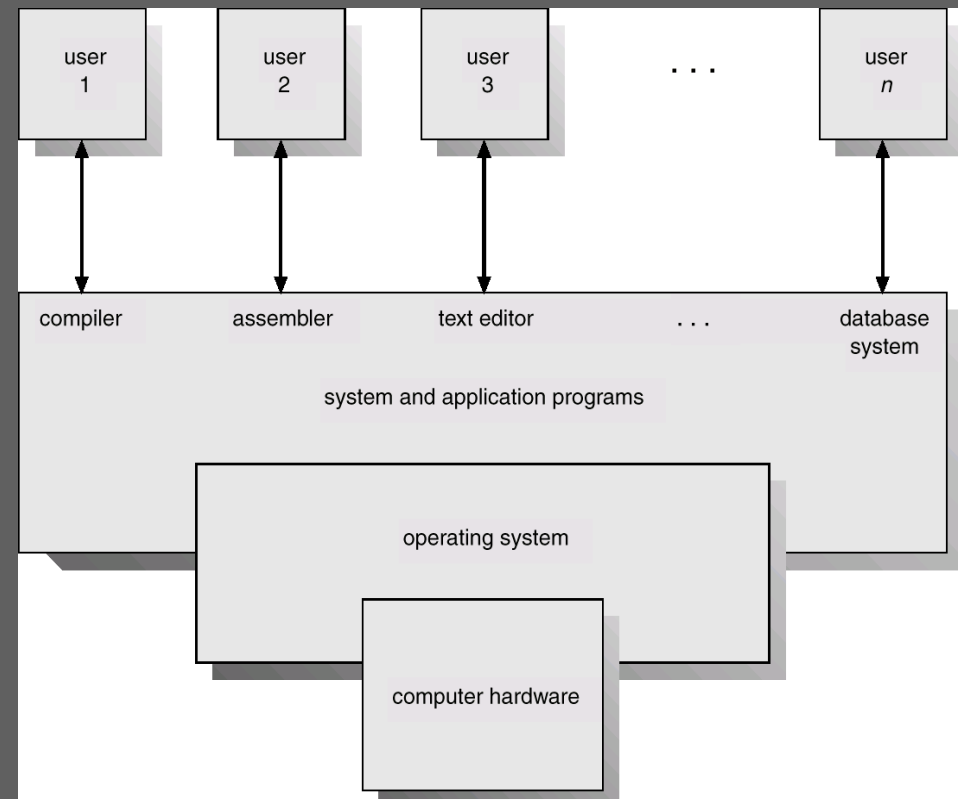 user
1
user
2
user
3
. . .
user
n
compiler
assembler
text editor
. . .
database
system
system and application programs
operating system
computer hardware